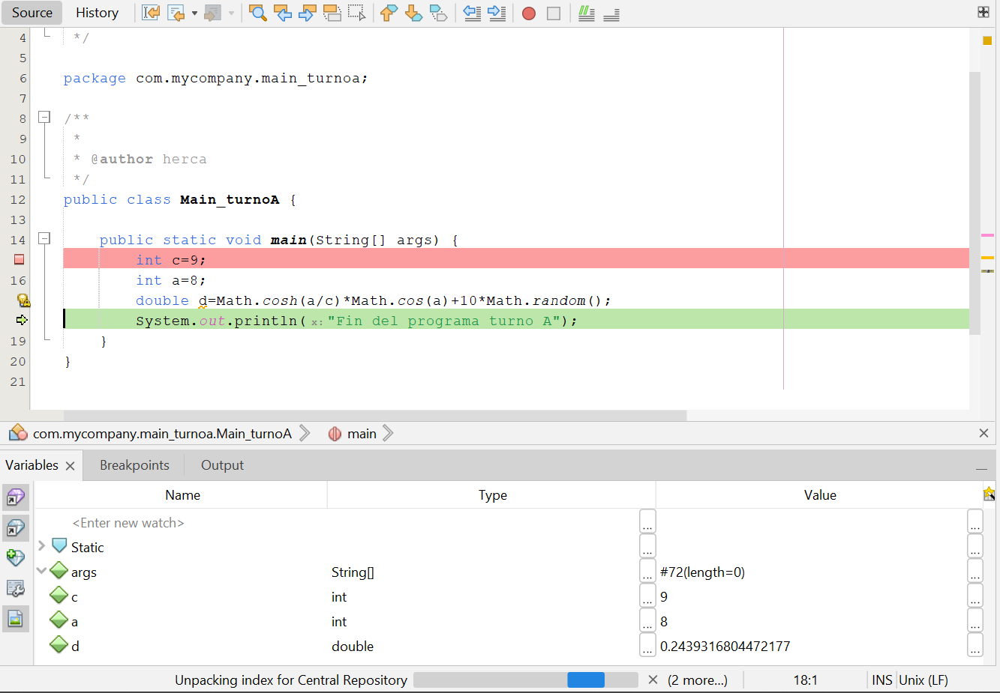 Source History
4 */
5
6 package com.mycompany.main_turnoa;
7
8 /**
9 *
10 * @author herca
11 */
12 public class Main_turnoA {
13
14 public static void main(String[] args) {
int c=9;
16 int a=8;
double d=Math.cosh(a/c)*Math.cos(a)+10*Math.random();
System.out.println(x:"Fin del programa turno A");
19 }
20 }
21
com.mycompany.main_turnoa.Main_turnoA main
Variables Breakpoints Output
Name Type Value
<Enter new watch> ... ...
Static ... ...
args String[] ... #72(length=0) ...
c int ... 9 ...
a int ... 8 ...
d double ... 0.2439316804472177 ...
Unpacking index for Central Repository (2 more...) 18:1 INS Unix (LF)